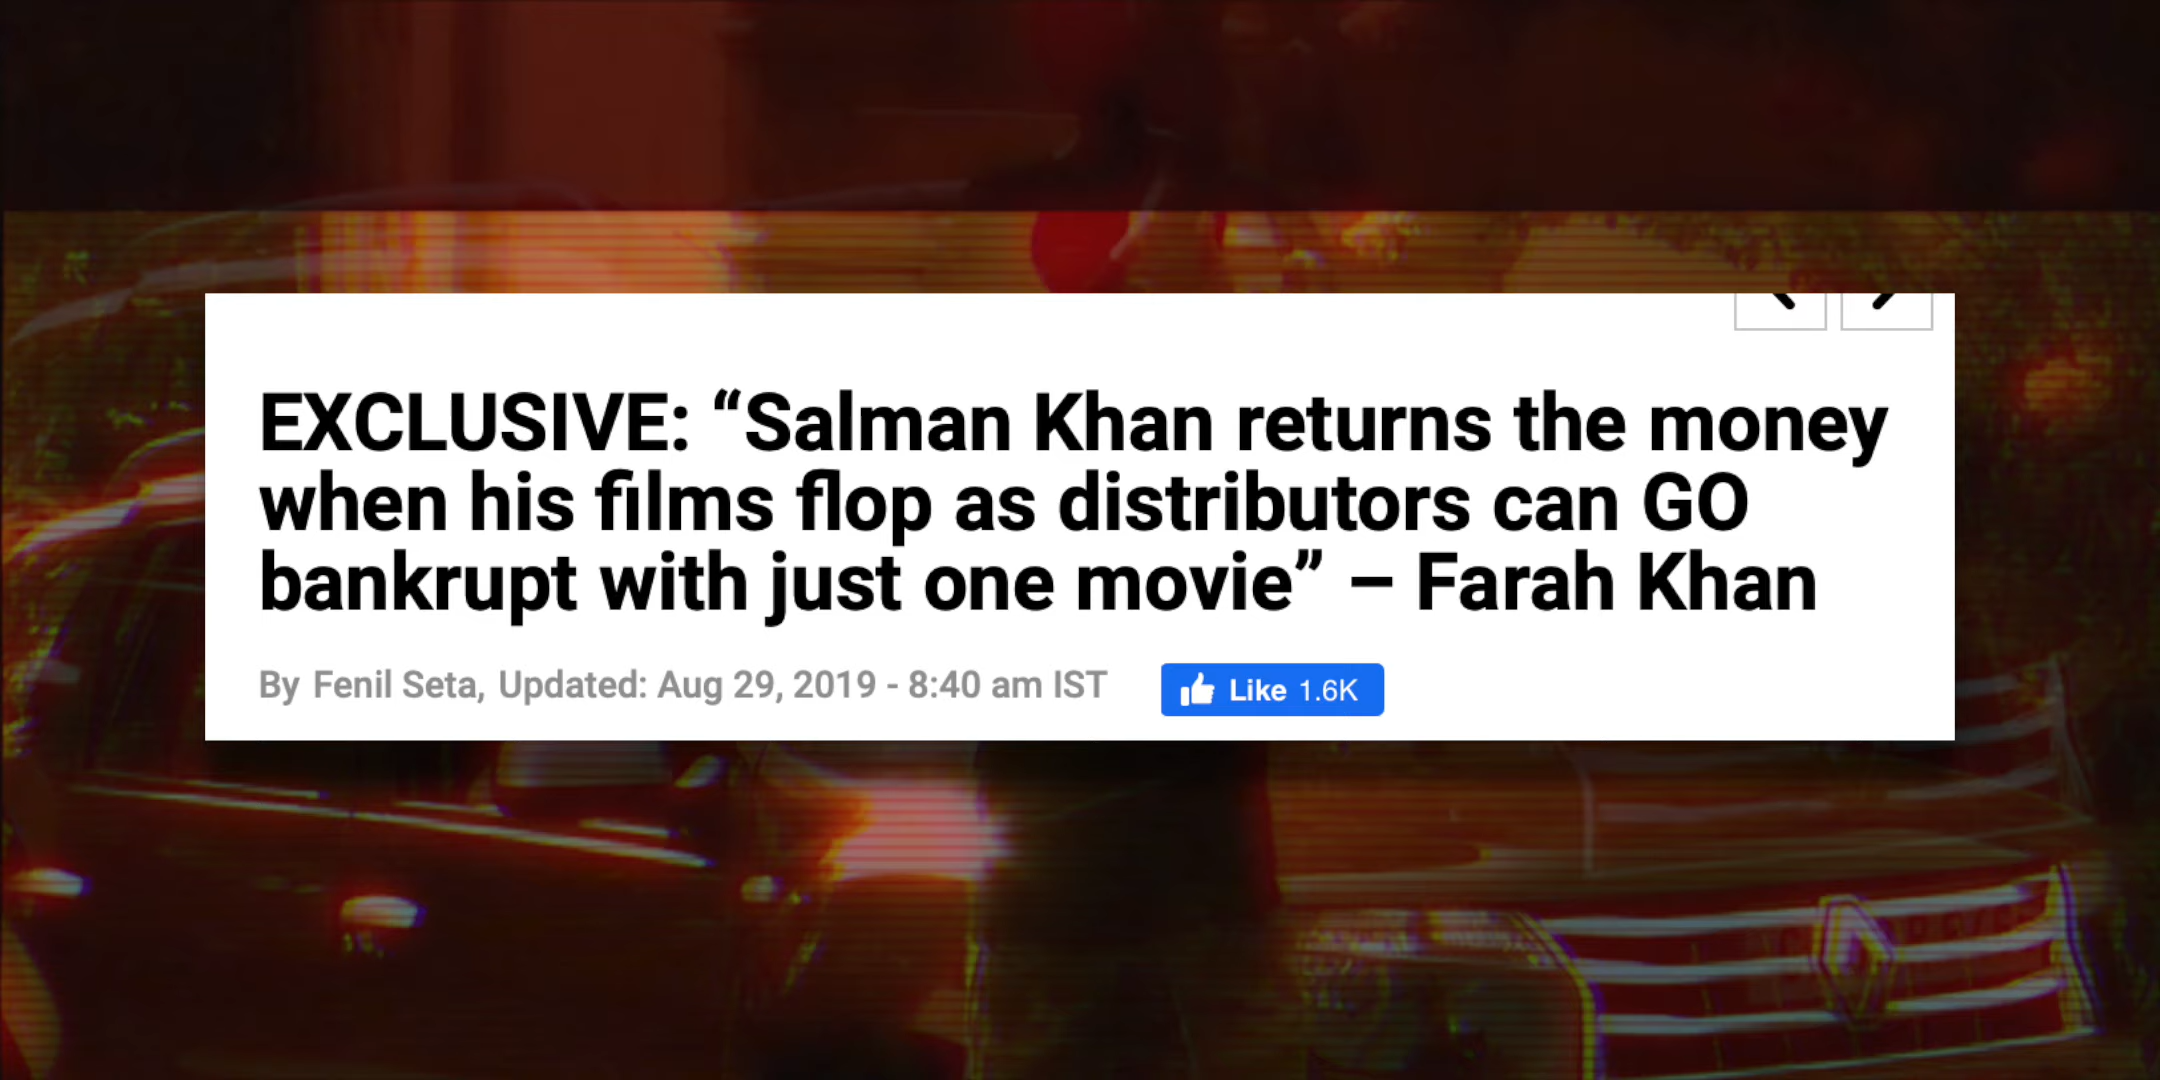 EXCLUSIVE: “Salman Khan returns the money
when his films flop as distributors can GO
bankrupt with just one movie” – Farah Khan
By Fenil Seta, Updated: Aug 29, 2019 - 8:40 am IST
Like 1.6K